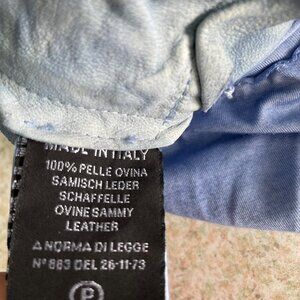 MADE IN ITALY
100% PELLE OVINA
SAMISCH LEDER
SCHAFFELLE
OVINE SAMMY
LEATHER
A NORMA DI LEGGE
Nº 883 DEL 26-11-73
P